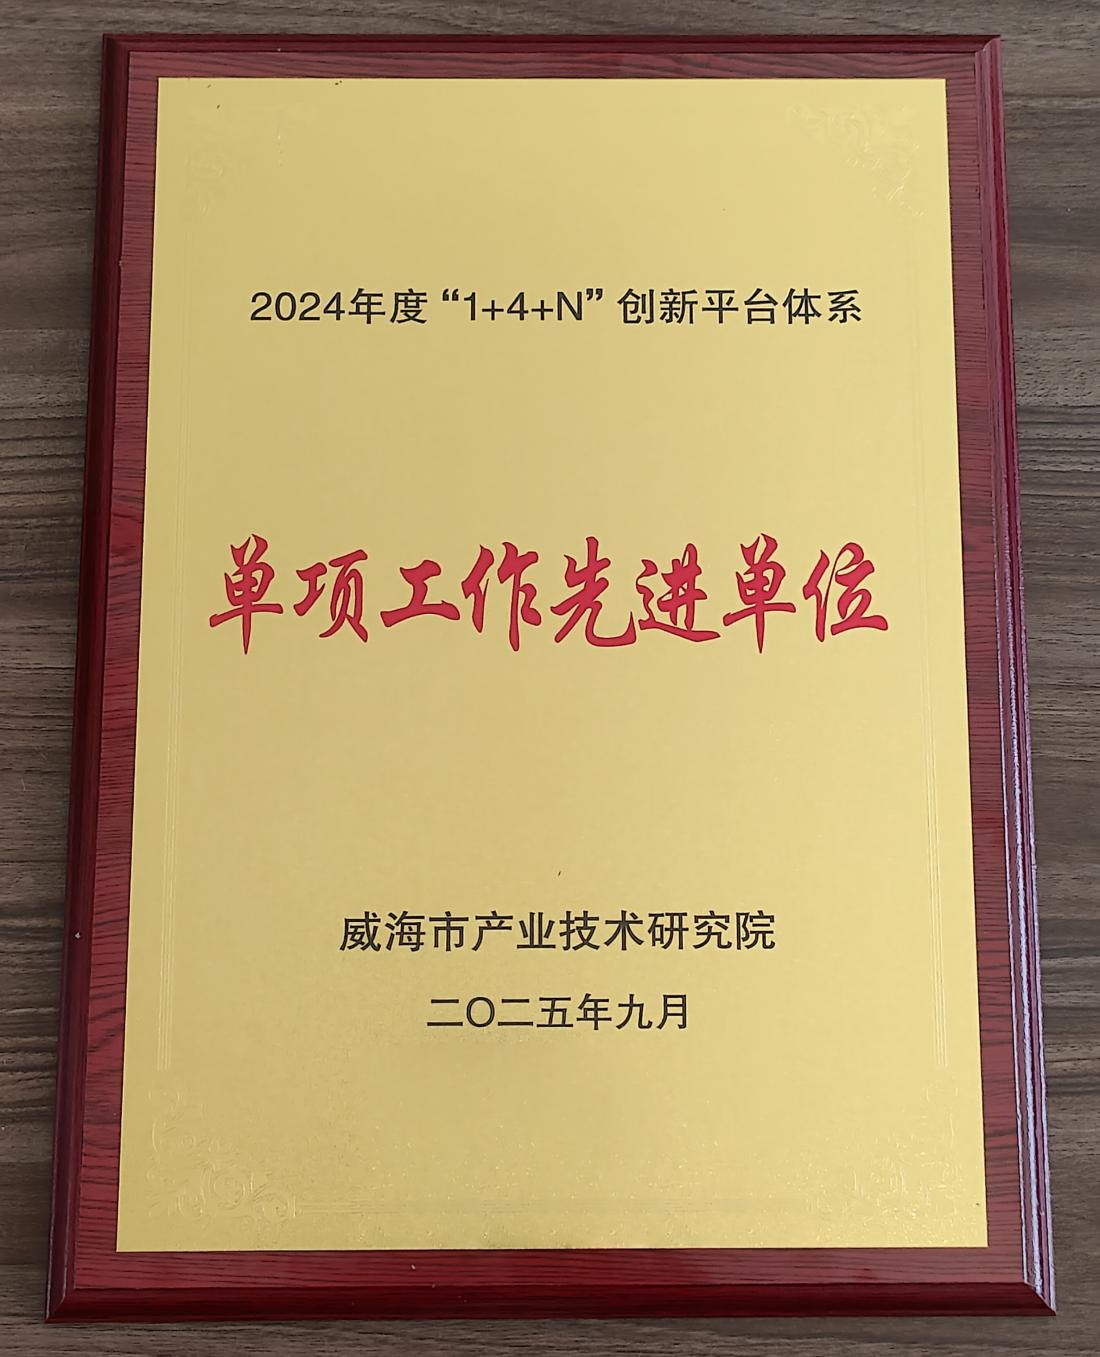 2024年度“1+4+N”创新平台体系
单项工作先进单位
威海市产业技术研究院
二〇二五年九月